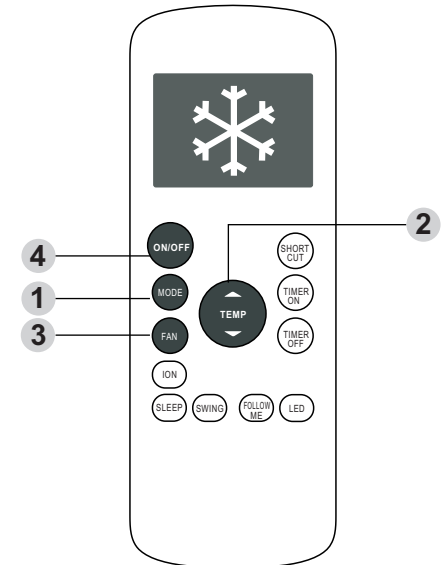 2
4
ON/OFF
SHORT
CUT
1
MODE
TEMP
TIMER
ON
3
FAN
TIMER
OFF
ION
SLEEP
SWING
FOLLOW
ME
LED